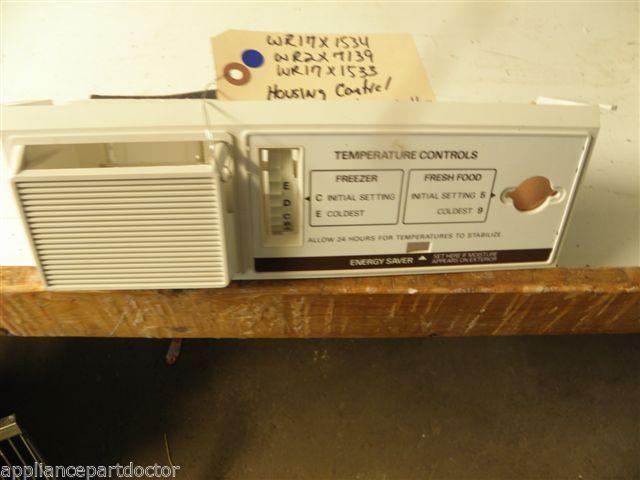 WR17X1534
WR2X7139
WR17X1533
Housing Control
TEMPERATURE CONTROLS
FREEZER
C INITIAL SETTING
E COLDEST
FRESH FOOD
INITIAL SETTING 5
COLDEST 9
E
D
C
ALLOW 24 HOURS FOR TEMPERATURES TO STABILIZE
ENERGY SAVER
SET HERE IF MOISTURE
APPEARS ON EXTERIOR
appliancepartdoctor